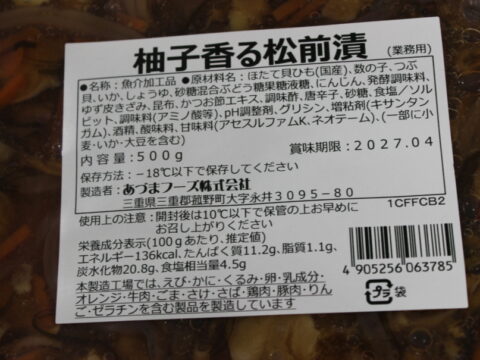 柚子香る松前漬
(業務用)
●名称:魚介加工品 ●原材料名:ほたて貝ひも(国産)、数の子、つぶ
貝、いか、しょうゆ、砂糖混合ぶどう糖果糖液糖、にんじん、発酵調味料、
ゆず皮きざみ、昆布、かつお節エキス、調味酢、唐辛子、砂糖、食塩/ソル
ビット、調味料(アミノ酸等)、pH調整剤、グリシン、増粘剤(キサンタン
ガム)、酒精、酸味料、甘味料(アセスルファムK、ネオテーム)、(一部に小
麦・いか・大豆を含む)
内容量:500g
賞味期限:2027.04
保存方法:-18℃以下で保存してください
製造者:あづまフーズ株式会社
三重県三重郡菰野町大字永井3095-80
使用上の注意:開封後は10℃以下で保管の上お早めに
お召し上がりください
1CFFCB2
栄養成分表示(100gあたり、推定値)
エネルギー136kcal、たんぱく質11.2g、脂質1.1g、
炭水化物20.8g、食塩相当量4.5g
本製造工場では、えび・かに・くるみ・卵・乳成分・
オレンジ・牛肉・ごま・さけ・さば・鶏肉・豚肉・りん
ご・ゼラチンを含む製品を製造しています
4905256063785
プラ 袋